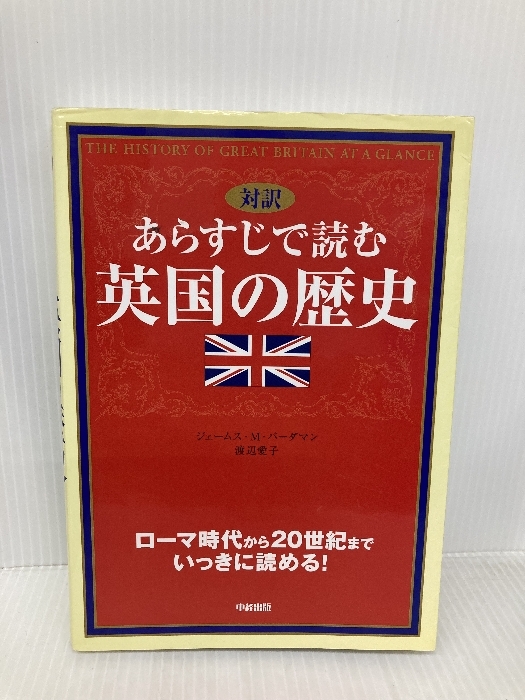 THE HISTORY OF GREAT BRITAIN AT A GLANCE
対訳
あらすじで読む
英国の歴史
ジェームス・M・バーダマン
渡辺愛子
ローマ時代から20世紀まで
いっきに読める!
中経出版